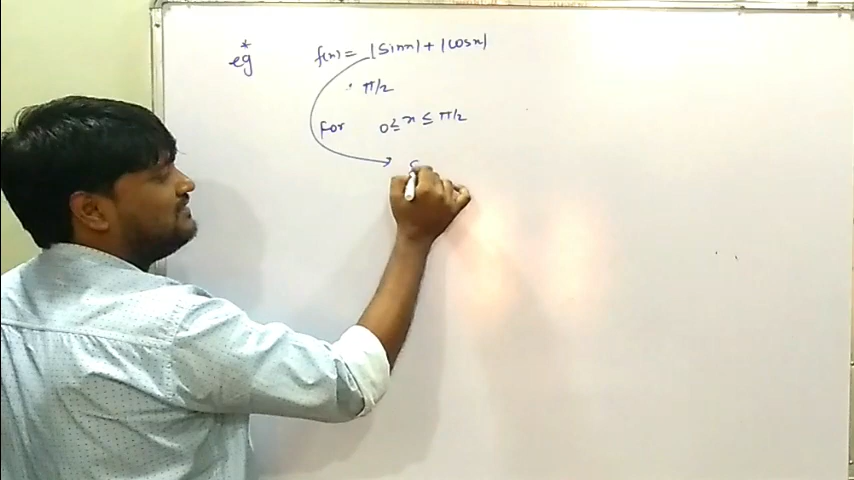 eg* f(x) = |sinx| + |cosx|
: π/2
For 0 ≤ x ≤ π/2
S